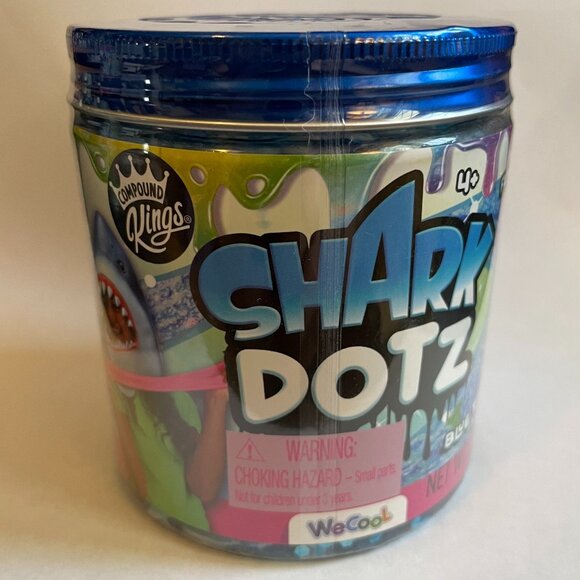 COMPOUND
Kings®
4+
SHARK
DOTZ
WARNING:
CHOKING HAZARD – Small parts.
Not for children under 3 years.
NET
WeCool